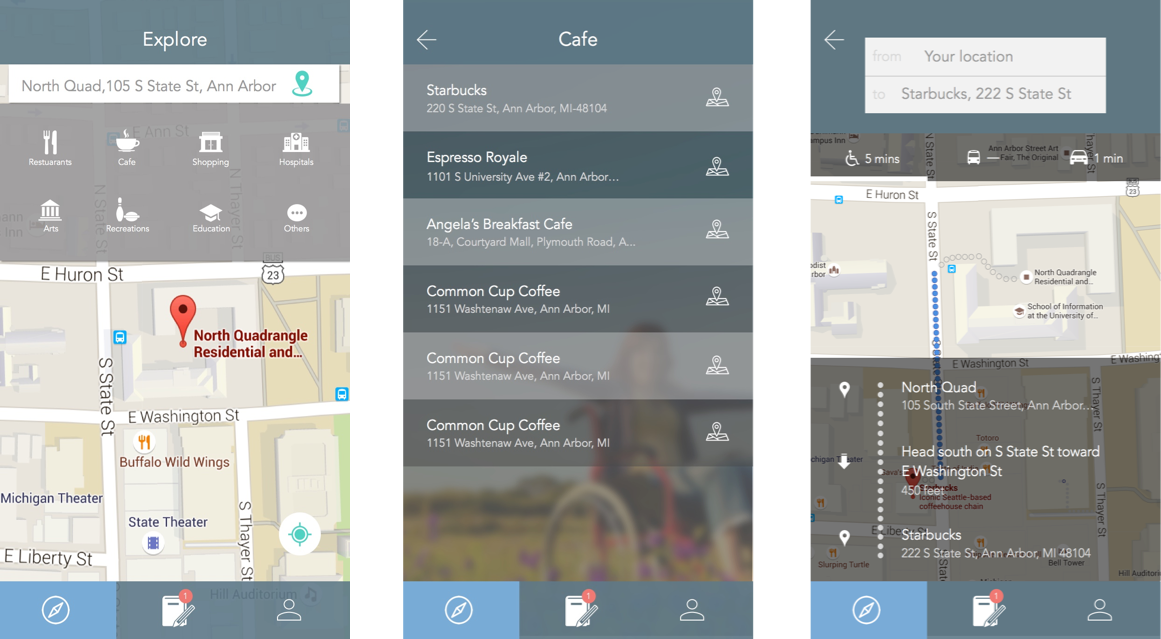 Explore
North Quad,105 S State St, Ann Arbor
E Ann St
Restuarants
Cafe
Shopping
Hospitals
N State St
N Thayer St
Arts
Recreations
Education
Others
E Huron St
23
North Quadrangle
Residential and...
S State St
E Washington St
Buffalo Wild Wings
Michigan Theater
State Theater
S Thayer St
E Liberty St
Hill Auditorium
1
Cafe
Starbucks
220 S State St, Ann Arbor, MI-48104
Espresso Royale
1101 S University Ave #2, Ann Arbor...
Angela's Breakfast Cafe
18-A, Courtyard Mall, Plymouth Road, A...
Common Cup Coffee
1151 Washtenaw Ave, Ann Arbor, MI
Common Cup Coffee
1151 Washtenaw Ave, Ann Arbor, MI
Common Cup Coffee
1151 Washtenaw Ave, Ann Arbor, MI
1
from Your location
to Starbucks, 222 S State St
Ann Arbor Street Art
Fair, The Original
5 mins
—
1 min
N State St
E Huron St
23
S State St
North Quadrangle
Residential and...
School of Information
at the University of...
E Washington St
E Washing
North Quad
105 South State Street, Ann Arbor...
S Thayer St
Totoro
Head south on S State St toward
E Washington St
450 feet
Starbucks
Iconic Seattle-based
coffeehouse chain
E Liberty St
Starbucks
222 S State St, Ann Arbor, MI 48104
Slurping Turtle
Bell Tower
Hill Auditori
1